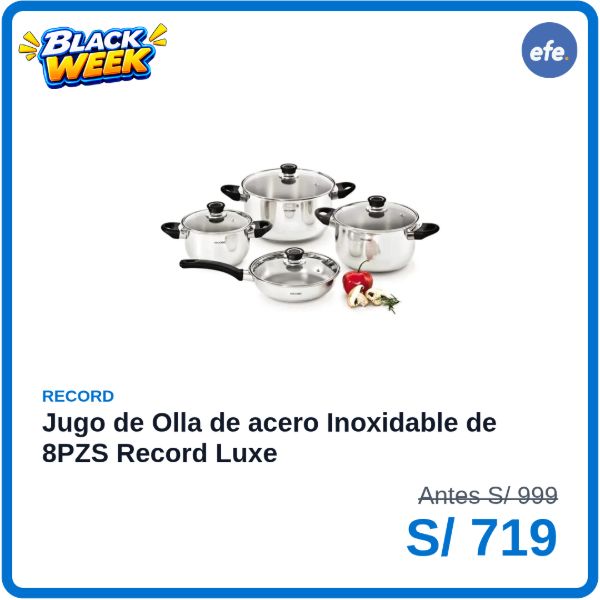 BLACK
WEEK
efe.
RECORD
Jugo de Olla de acero Inoxidable de
8PZS Record Luxe
Antes S/ 999
S/ 719